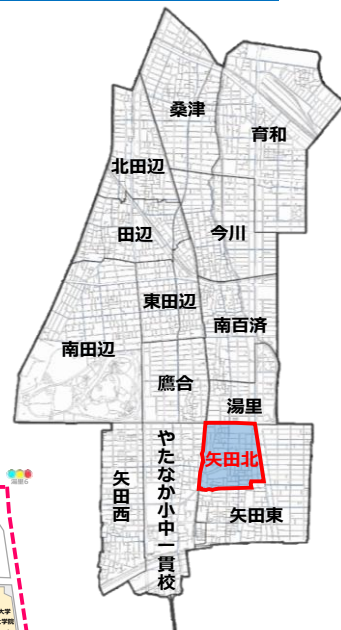 桑津
育和
北田辺
田辺
今川
東田辺
南百済
南田辺
鷹合
湯里
矢田北
やたなか小中一貫校
矢田西
矢田東